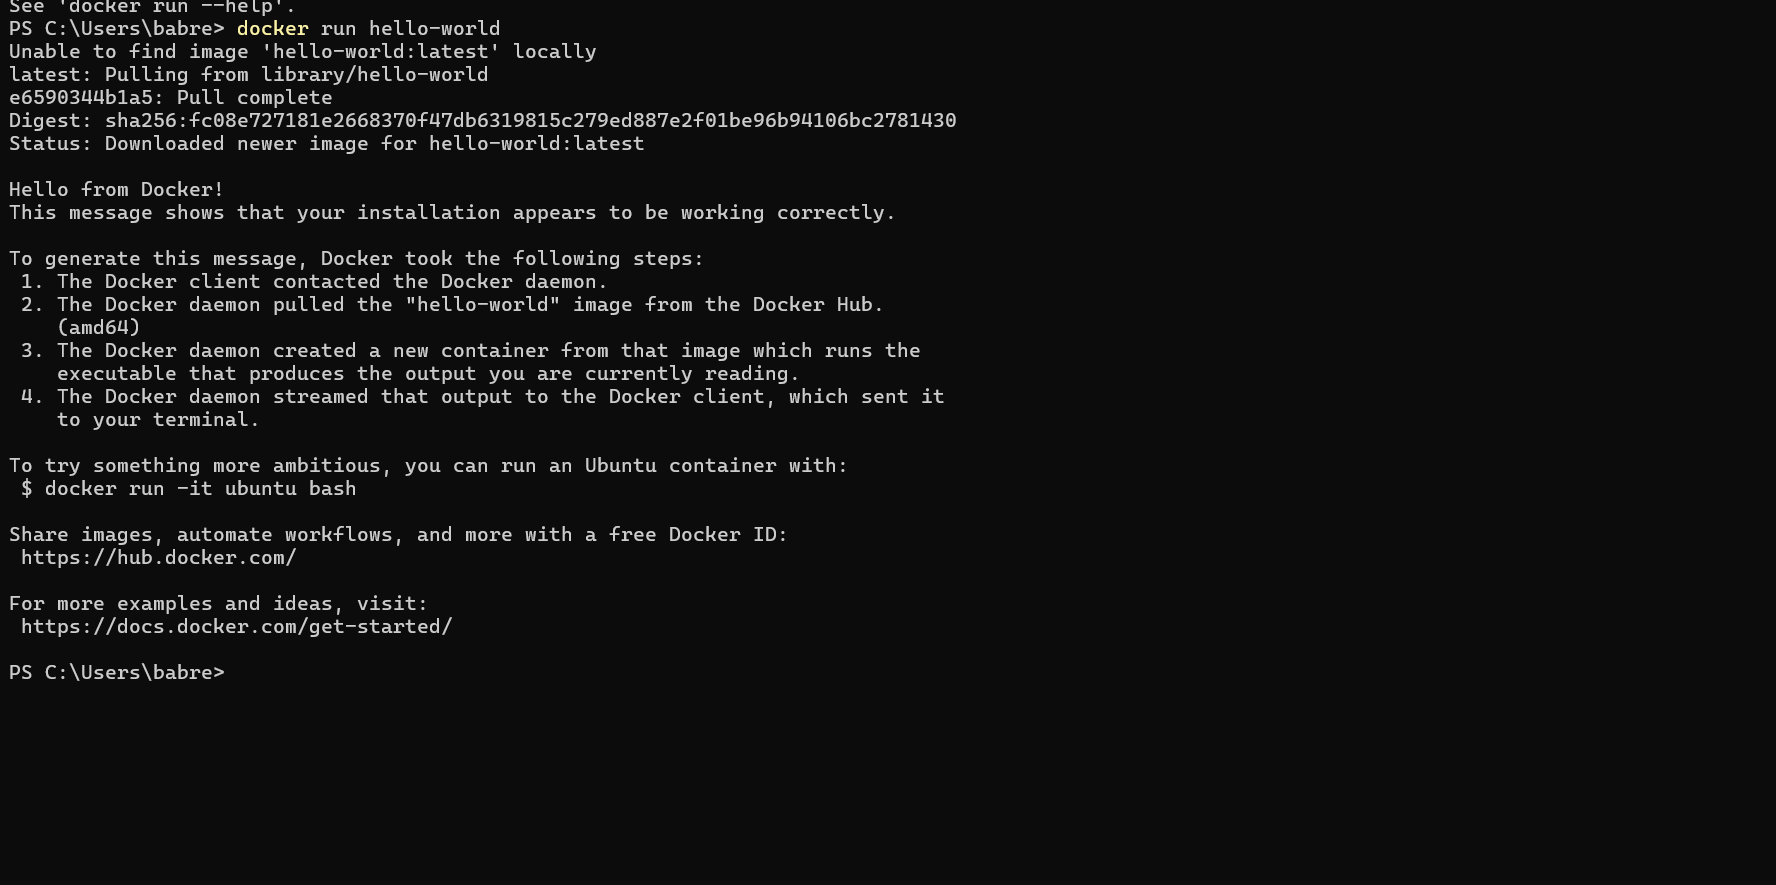 See 'docker run --help'.
PS C:\Users\babre> docker run hello-world
Unable to find image 'hello-world:latest' locally
latest: Pulling from library/hello-world
e6590344b1a5: Pull complete
Digest: sha256:fc08e727181e2668370f47db6319815c279ed887e2f01be96b94106bc2781430
Status: Downloaded newer image for hello-world:latest

Hello from Docker!
This message shows that your installation appears to be working correctly.

To generate this message, Docker took the following steps:
 1. The Docker client contacted the Docker daemon.
 2. The Docker daemon pulled the "hello-world" image from the Docker Hub.
    (amd64)
 3. The Docker daemon created a new container from that image which runs the
    executable that produces the output you are currently reading.
 4. The Docker daemon streamed that output to the Docker client, which sent it
    to your terminal.

To try something more ambitious, you can run an Ubuntu container with:
 $ docker run -it ubuntu bash

Share images, automate workflows, and more with a free Docker ID:
 https://hub.docker.com/

For more examples and ideas, visit:
 https://docs.docker.com/get-started/

PS C:\Users\babre>